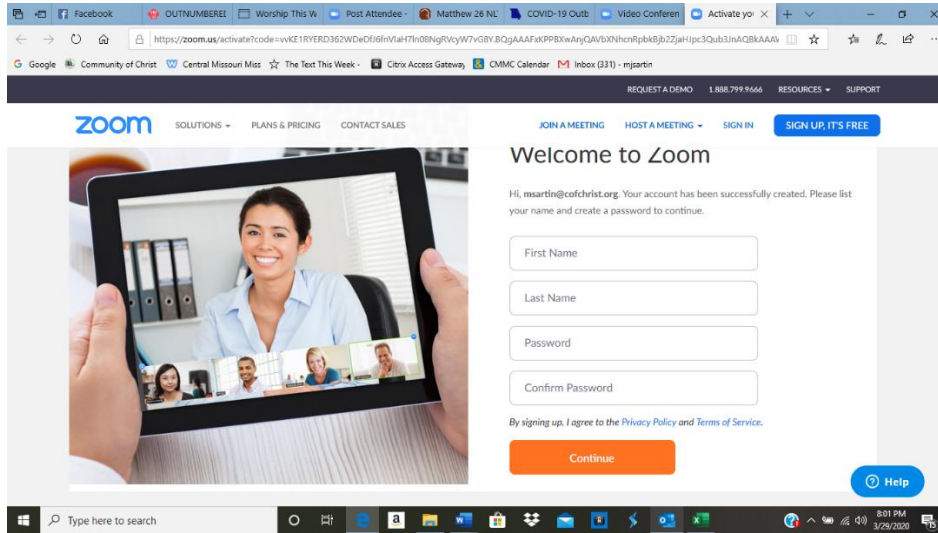 Facebook
OUTNUMBEREI
Worship This W
Post Attendee -
Matthew 26 NL
COVID-19 Outb
Video Conferen
Activate you
https://zoom.us/activate?code=
Google
Community of Christ
Central Missouri Miss
The Text This Week -
Citrix Access Gateway
CMMC Calendar
Inbox (331) - mjsartin
REQUEST A DEMO 1.888.799.9666 RESOURCES SUPPORT
zoom SOLUTIONS PLANS & PRICING CONTACT SALES JOIN A MEETING HOST A MEETING SIGN IN SIGN UP, IT'S FREE
Welcome to Zoom
Hi, msartin@cofchrist.org. Your account has been successfully created. Please list
your name and create a password to continue.
First Name
Last Name
Password
Confirm Password
By signing up, I agree to the Privacy Policy and Terms of Service.
Continue
Help
Type here to search
8:01 PM
3/29/2020